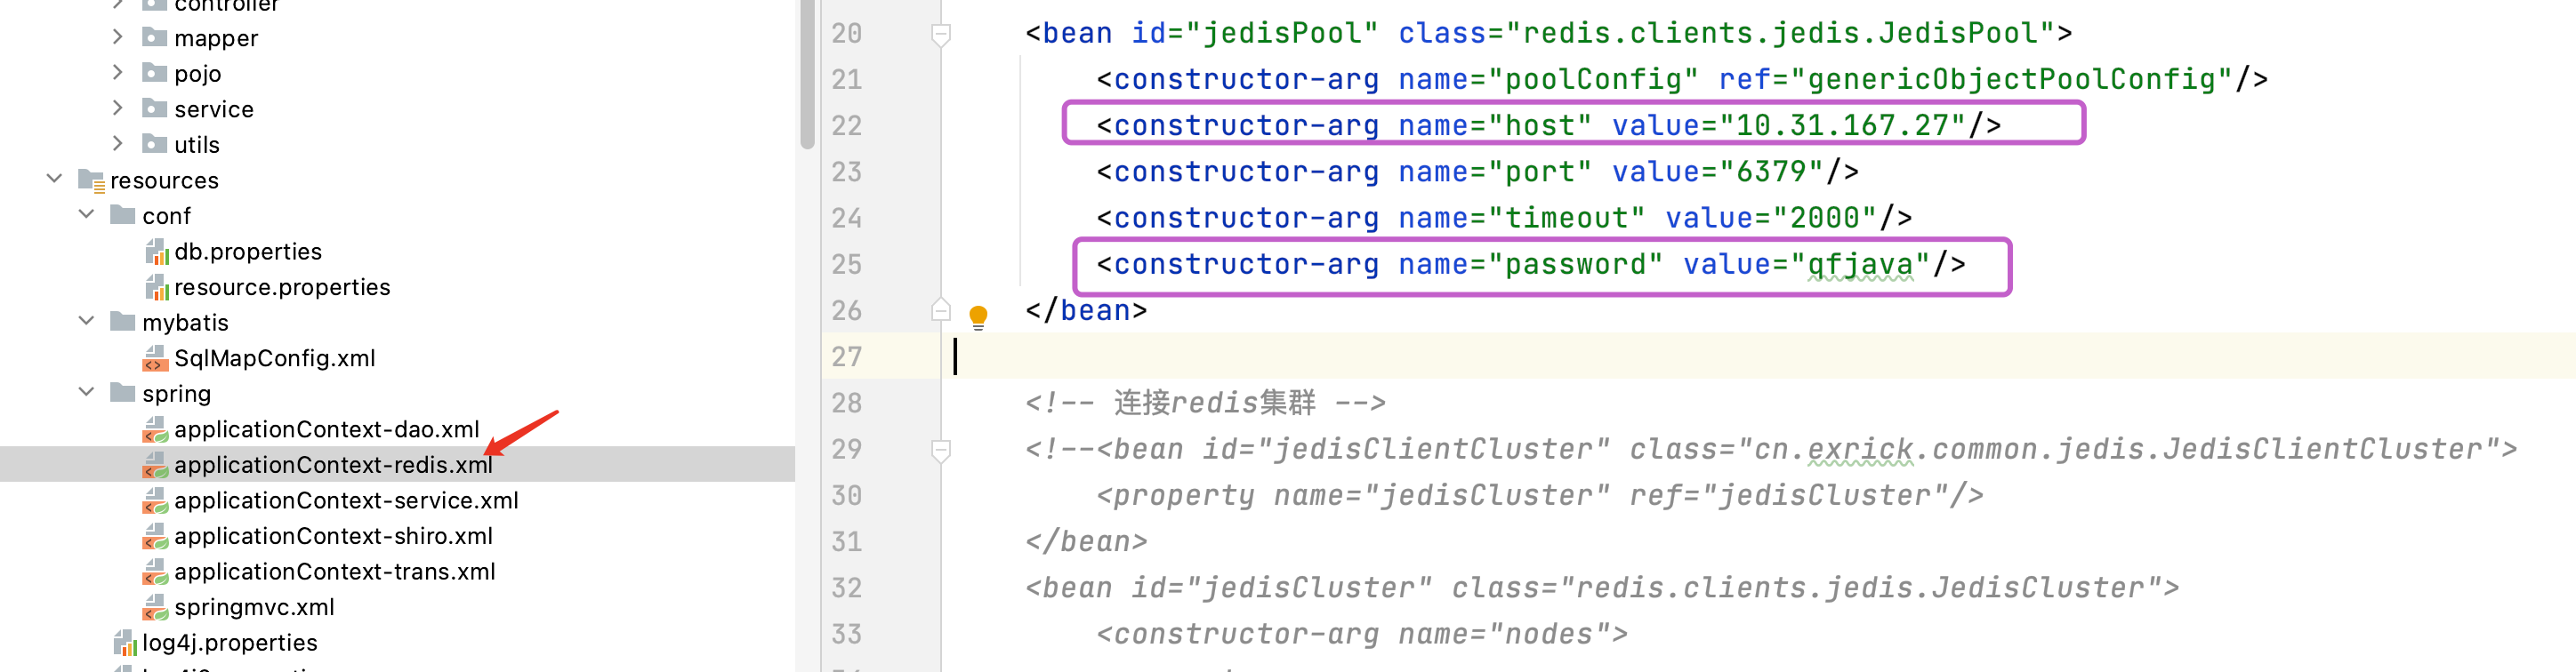 controller
mapper
pojo
service
utils
resources
conf
db.properties
resource.properties
mybatis
SqlMapConfig.xml
spring
applicationContext-dao.xml
applicationContext-redis.xml
applicationContext-service.xml
applicationContext-shiro.xml
applicationContext-trans.xml
springmvc.xml
log4j.properties
20 <bean id="jedisPool" class="redis.clients.jedis.JedisPool">
21 <constructor-arg name="poolConfig" ref="genericObjectPoolConfig"/>
22 <constructor-arg name="host" value="10.31.167.27"/>
23 <constructor-arg name="port" value="6379"/>
24 <constructor-arg name="timeout" value="2000"/>
25 <constructor-arg name="password" value="qfjava"/>
26 </bean>
27
28 <!-- 连接redis集群 -->
29 <!--<bean id="jedisClientCluster" class="cn.exrick.common.jedis.JedisClientCluster">
30 <property name="jedisCluster" ref="jedisCluster"/>
31 </bean>
32 <bean id="jedisCluster" class="redis.clients.jedis.JedisCluster">
33 <constructor-arg name="nodes">